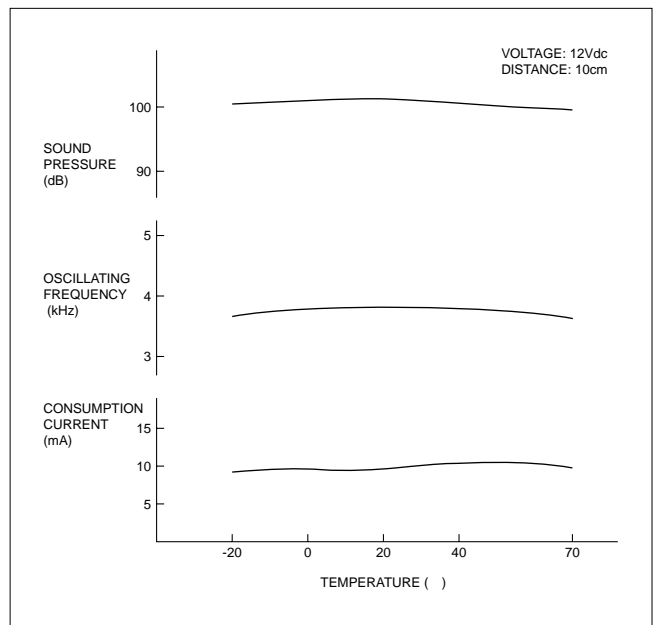 VOLTAGE: 12Vdc
DISTANCE: 10cm
100
SOUND
PRESSURE
(dB)
90
5
OSCILLATING
FREQUENCY
(kHz)
4
3
CONSUMPTION
CURRENT
(mA)
15
10
5
-20 0 20 40 70
TEMPERATURE ( )